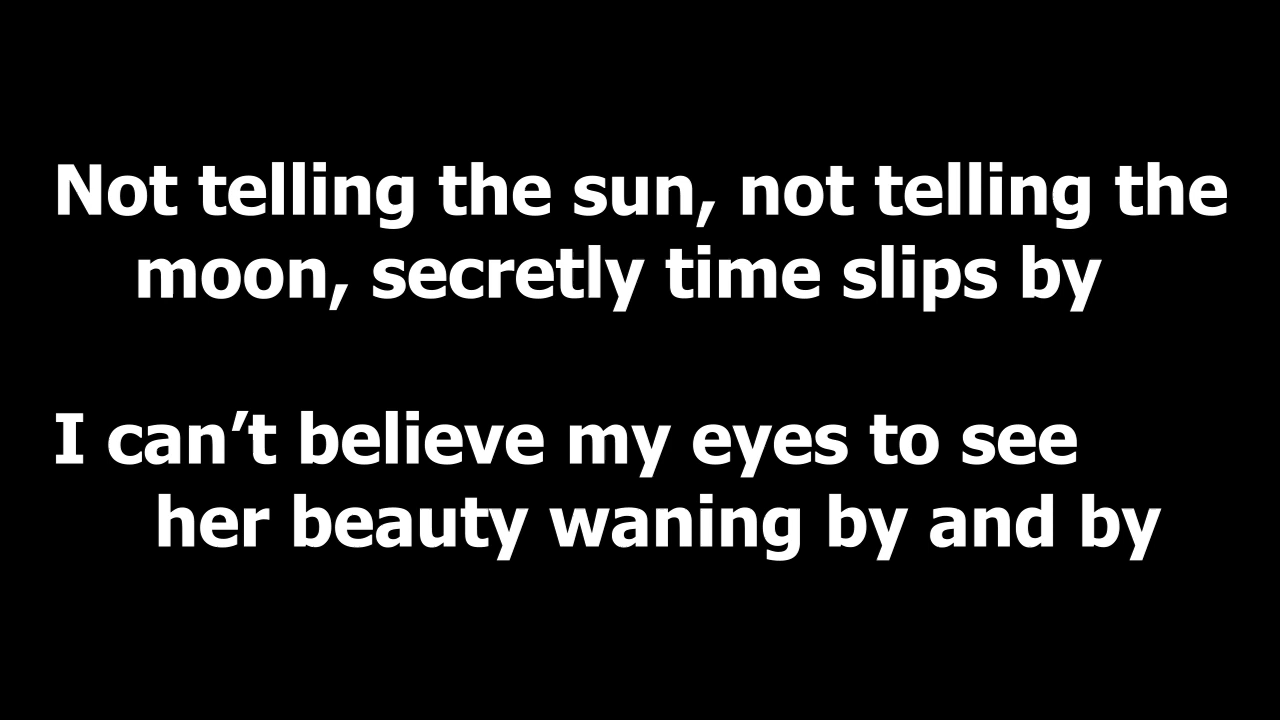 Not telling the sun, not telling the
moon, secretly time slips by
I can’t believe my eyes to see
her beauty waning by and by